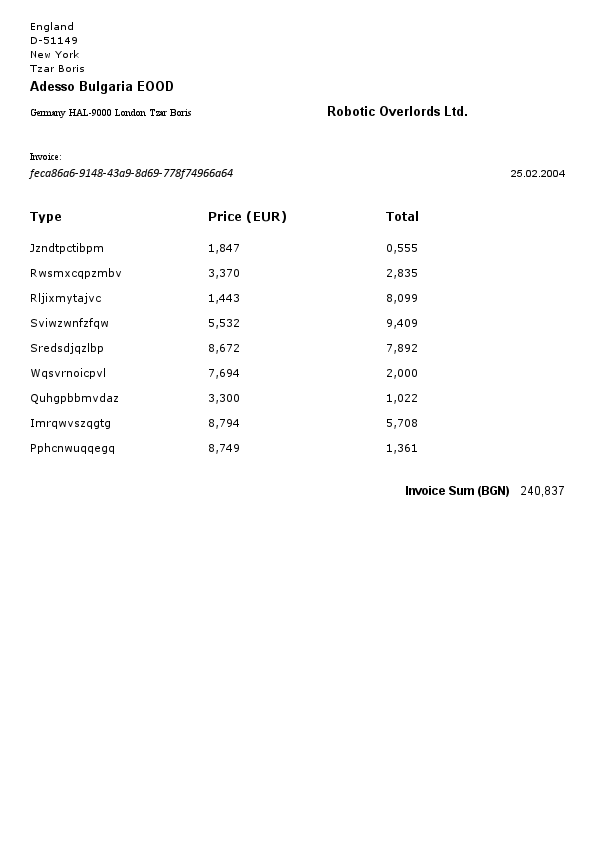 England
D-51149
New York
Tzar Boris
Adesso Bulgaria EOOD
Germany HAL-9000 London Tzar Boris
Robotic Overlords Ltd.
Invoice:
feca86a6-9148-43a9-8d69-778f74966a64 25.02.2004
Type Price (EUR) Total
Jzndtpctibpm 1,847 0,555
Rwsmxcqpzmbv 3,370 2,835
Rljixmytajvc 1,443 8,099
Sviwzwnfzfqw 5,532 9,409
Sredsdjqzlbp 8,672 7,892
Wqsvrnoicpvl 7,694 2,000
Quhgpbbmvdaz 3,300 1,022
Imrqwvszqgtg 8,794 5,708
Pphcnwuqqegq 8,749 1,361
Invoice Sum (BGN) 240,837